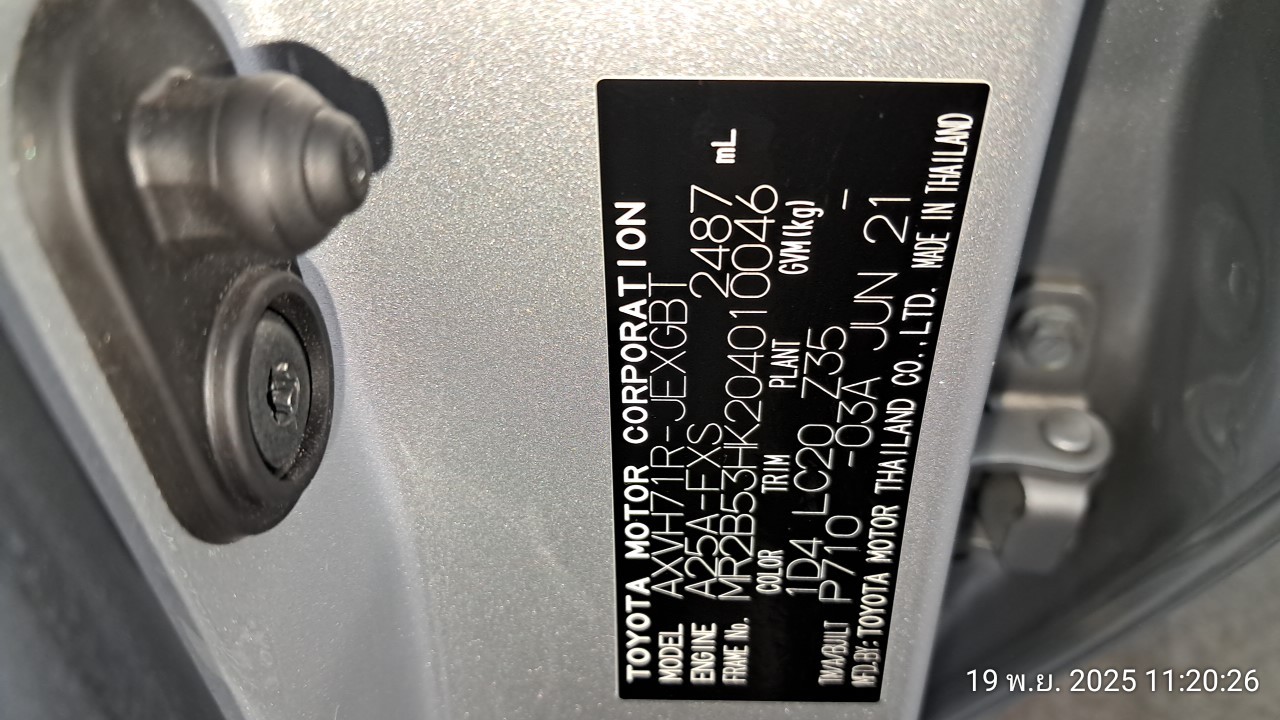 TOYOTA MOTOR CORPORATION
MODEL AXVH71R-JEXGBT
ENGINE A25A-FXS 2487 mL
FRAME No. MR2B53HK204010046
COLOR TRIM PLANT GVM(kg)
1D4 LC20 Z35 -
T/M/A/BUILT P710 -03A JUN 21
MFD.BY:TOYOTA MOTOR THAILAND CO.,LTD. MADE IN THAILAND
19 พ.ย. 2025 11:20:26